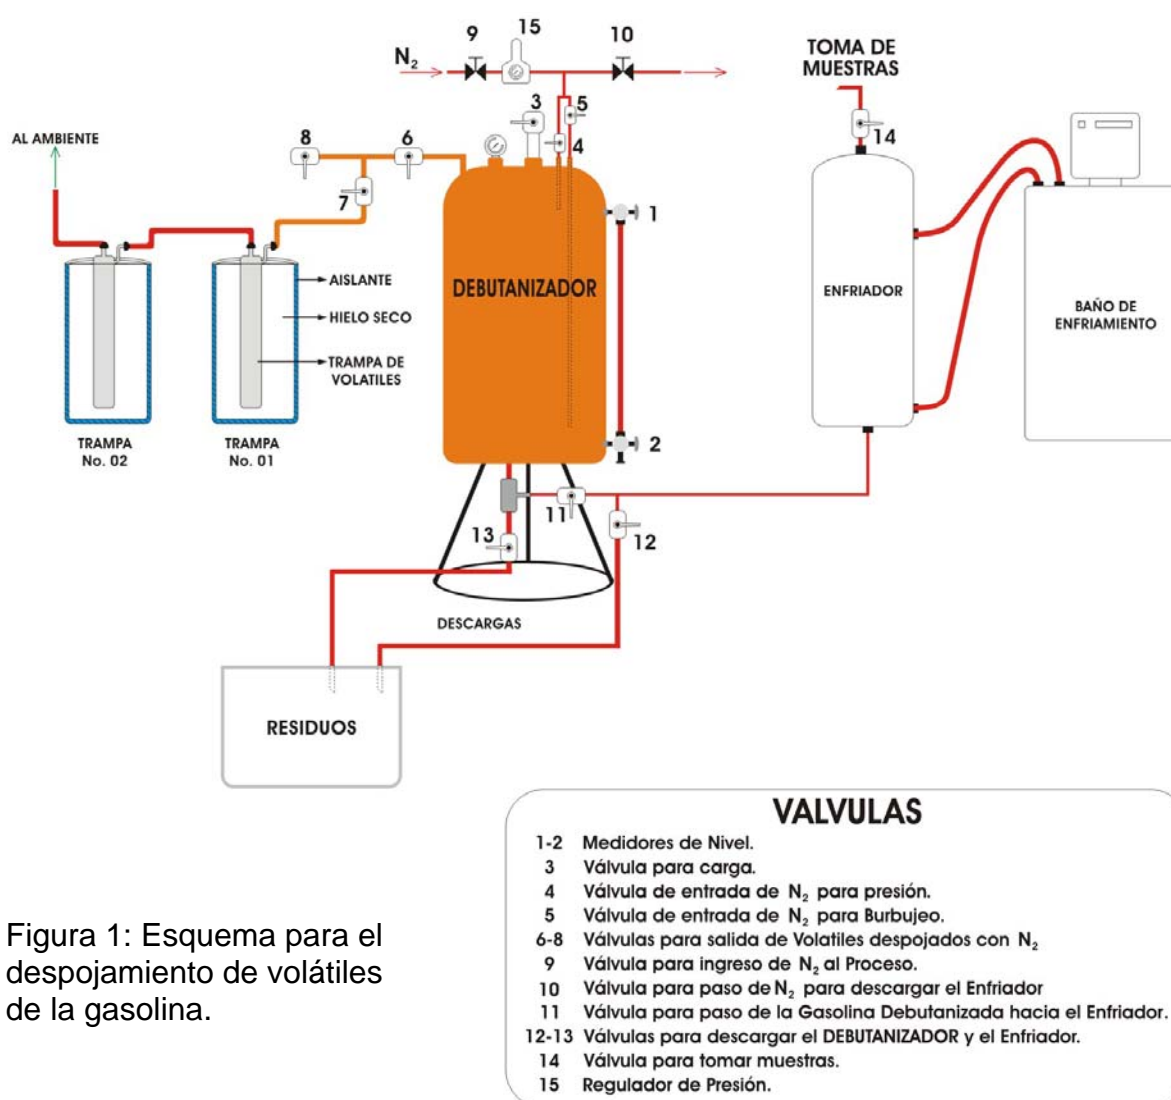 15
9
10
N₂
TOMA DE
MUESTRAS
3
5
14
4
AL AMBIENTE
8
6
7
1
AISLANTE
DEBUTANIZADOR
ENFRIADOR
HIELO SECO
BAÑO DE
ENFRIAMIENTO
TRAMPA DE
VOLATILES
TRAMPA
No. 02
TRAMPA
No. 01
2
11
13
12
DESCARGAS
RESIDUOS
VALVULAS
1-2 Medidores de Nivel.
3 Válvula para carga.
4 Válvula de entrada de N₂ para presión.
5 Válvula de entrada de N₂ para Burbujeo.
6-8 Válvulas para salida de Volatiles despojados con N₂
9 Válvula para ingreso de N₂ al Proceso.
10 Válvula para paso de N₂ para descargar el Enfriador
11 Válvula para paso de la Gasolina Debutanizada hacia el Enfriador.
12-13 Válvulas para descargar el DEBUTANIZADOR y el Enfriador.
14 Válvula para tomar muestras.
15 Regulador de Presión.
Figura 1: Esquema para el
despojamiento de volátiles
de la gasolina.